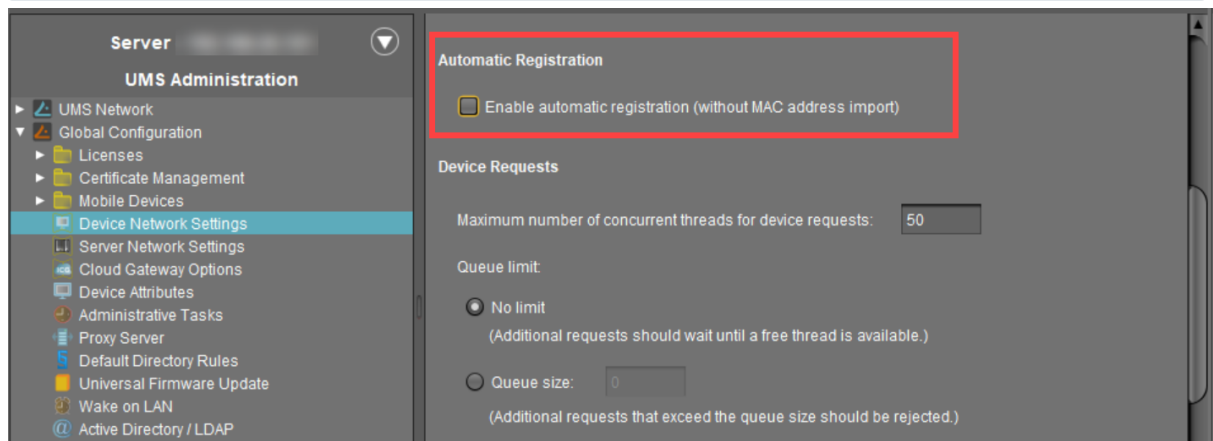 Server
UMS Administration
UMS Network
Global Configuration
Licenses
Certificate Management
Mobile Devices
Device Network Settings
Server Network Settings
Cloud Gateway Options
Device Attributes
Administrative Tasks
Proxy Server
Default Directory Rules
Universal Firmware Update
Wake on LAN
Active Directory / LDAP
Automatic Registration
Enable automatic registration (without MAC address import)
Device Requests
Maximum number of concurrent threads for device requests: 50
Queue limit:
No limit
(Additional requests should wait until a free thread is available.)
Queue size: 0
(Additional requests that exceed the queue size should be rejected.)